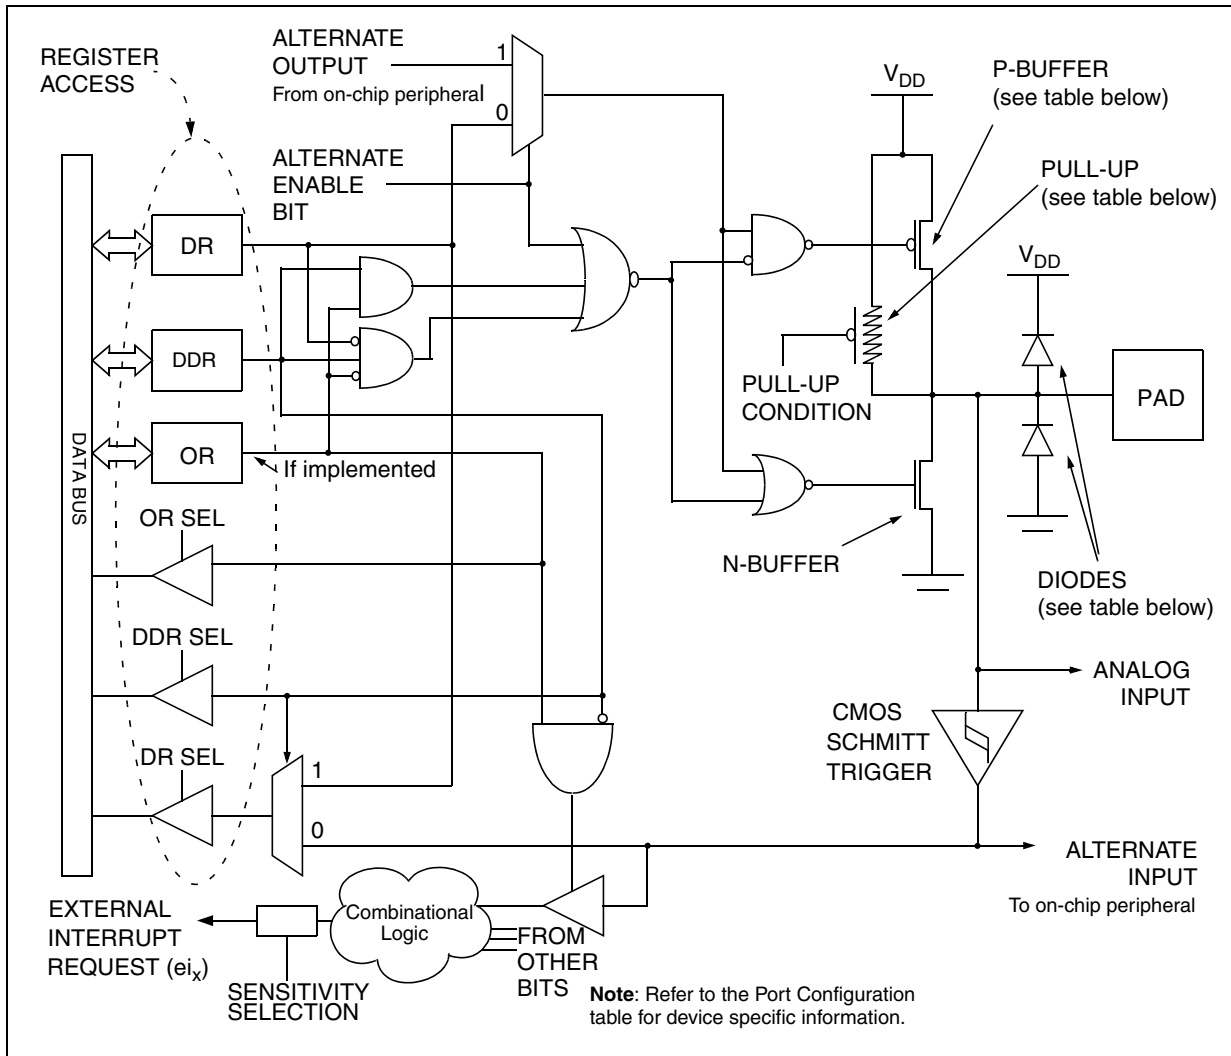 REGISTER
ACCESS
ALTERNATE
OUTPUT
From on-chip peripheral
1
0
ALTERNATE
ENABLE
BIT
VDD
P-BUFFER
(see table below)
PULL-UP
(see table below)
VDD
DR
DDR
OR
If implemented
DATA BUS
PULL-UP
CONDITION
PAD
OR SEL
N-BUFFER
DIODES
(see table below)
DDR SEL
ANALOG
INPUT
CMOS
SCHMITT
TRIGGER
DR SEL
1
0
ALTERNATE
INPUT
To on-chip peripheral
EXTERNAL
INTERRUPT
REQUEST (eix)
Combinational
Logic
FROM
OTHER
BITS
SENSITIVITY
SELECTION
Note: Refer to the Port Configuration
table for device specific information.